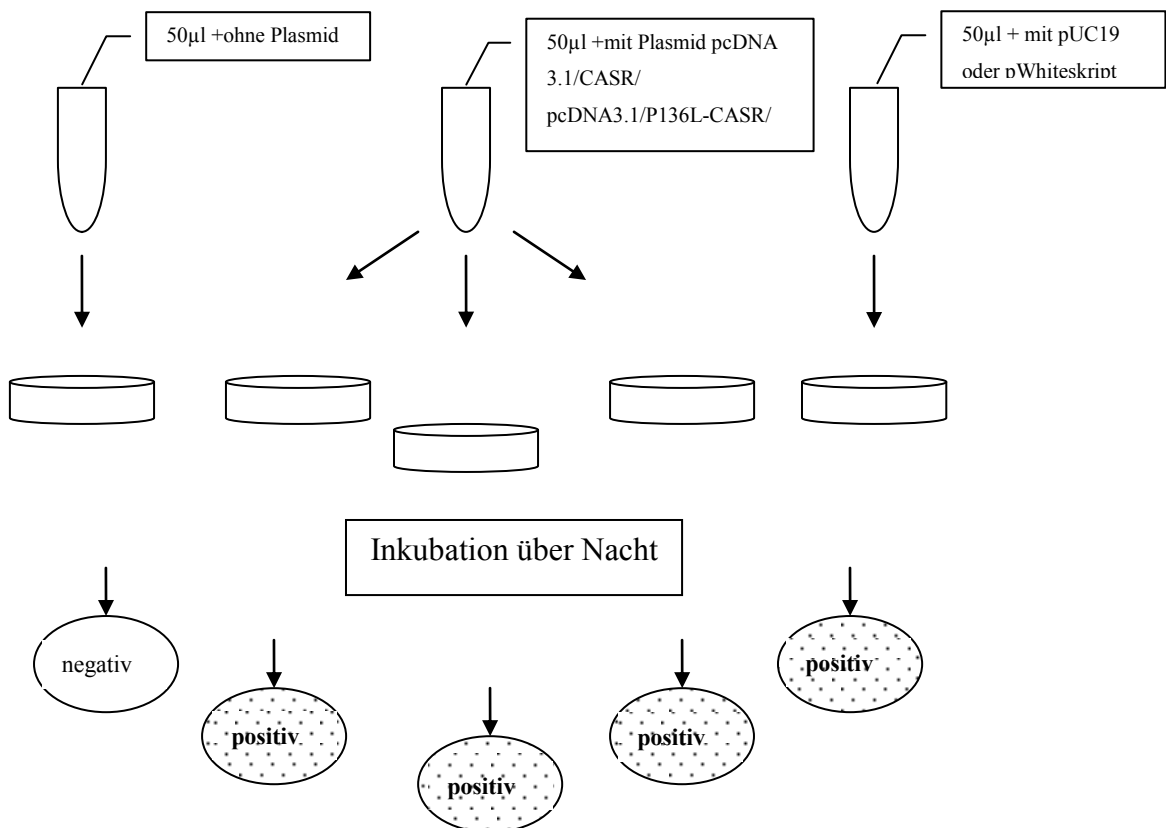 50µl +ohne Plasmid
50µl +mit Plasmid pcDNA
3.1/CASR/
pcDNA3.1/P136L-CASR/
50µl + mit pUC19
oder pWhiteskript
Inkubation über Nacht
negativ
positiv
positiv
positiv
positiv